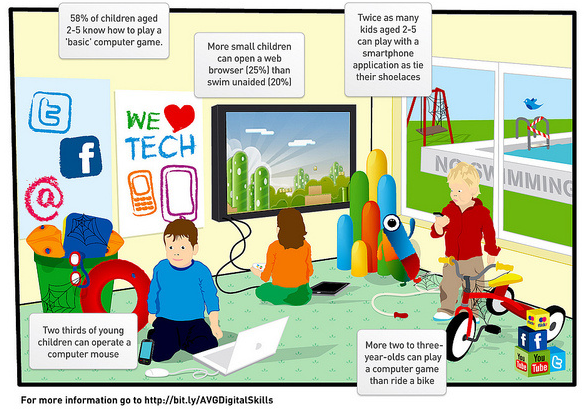 58% of children aged
2-5 know how to play a
'basic' computer game.
More small children
can open a web
browser (25%) than
swim unaided (20%)
Twice as many
kids aged 2-5
can play with a
smartphone
application as tie
their shoelaces
WE
TECH
NO SWIMMING
Two thirds of young
children can operate a
computer mouse
More two to three-
year-olds can play
a computer game
than ride a bike
You
Tube
You
Tube
For more information go to http://bit.ly/AVGDigitalSkills